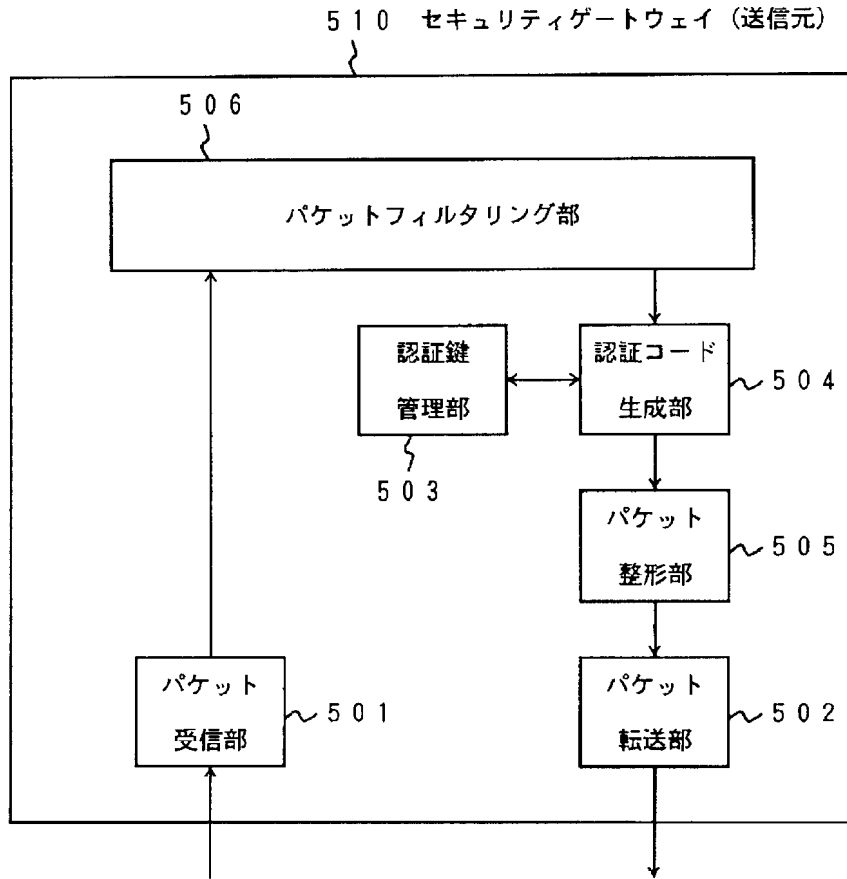 ５１０ セキュリティゲートウェイ（送信元）
５０６
パケットフィルタリング部
認証鍵
管理部
５０３
認証コード
生成部
５０４
パケット
整形部
５０５
パケット
受信部
５０１
パケット
転送部
５０２